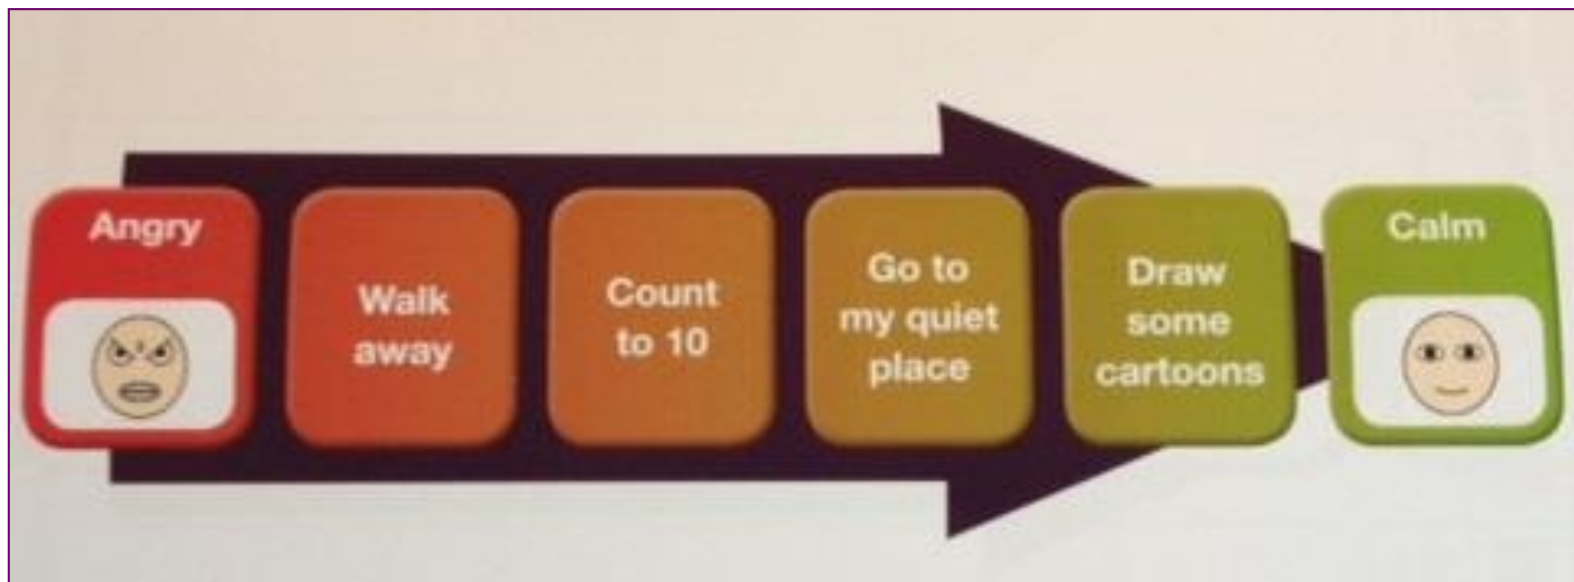 Angry
Walk
away
Count
to 10
Go to
my quiet
place
Draw
some
cartoons
Calm